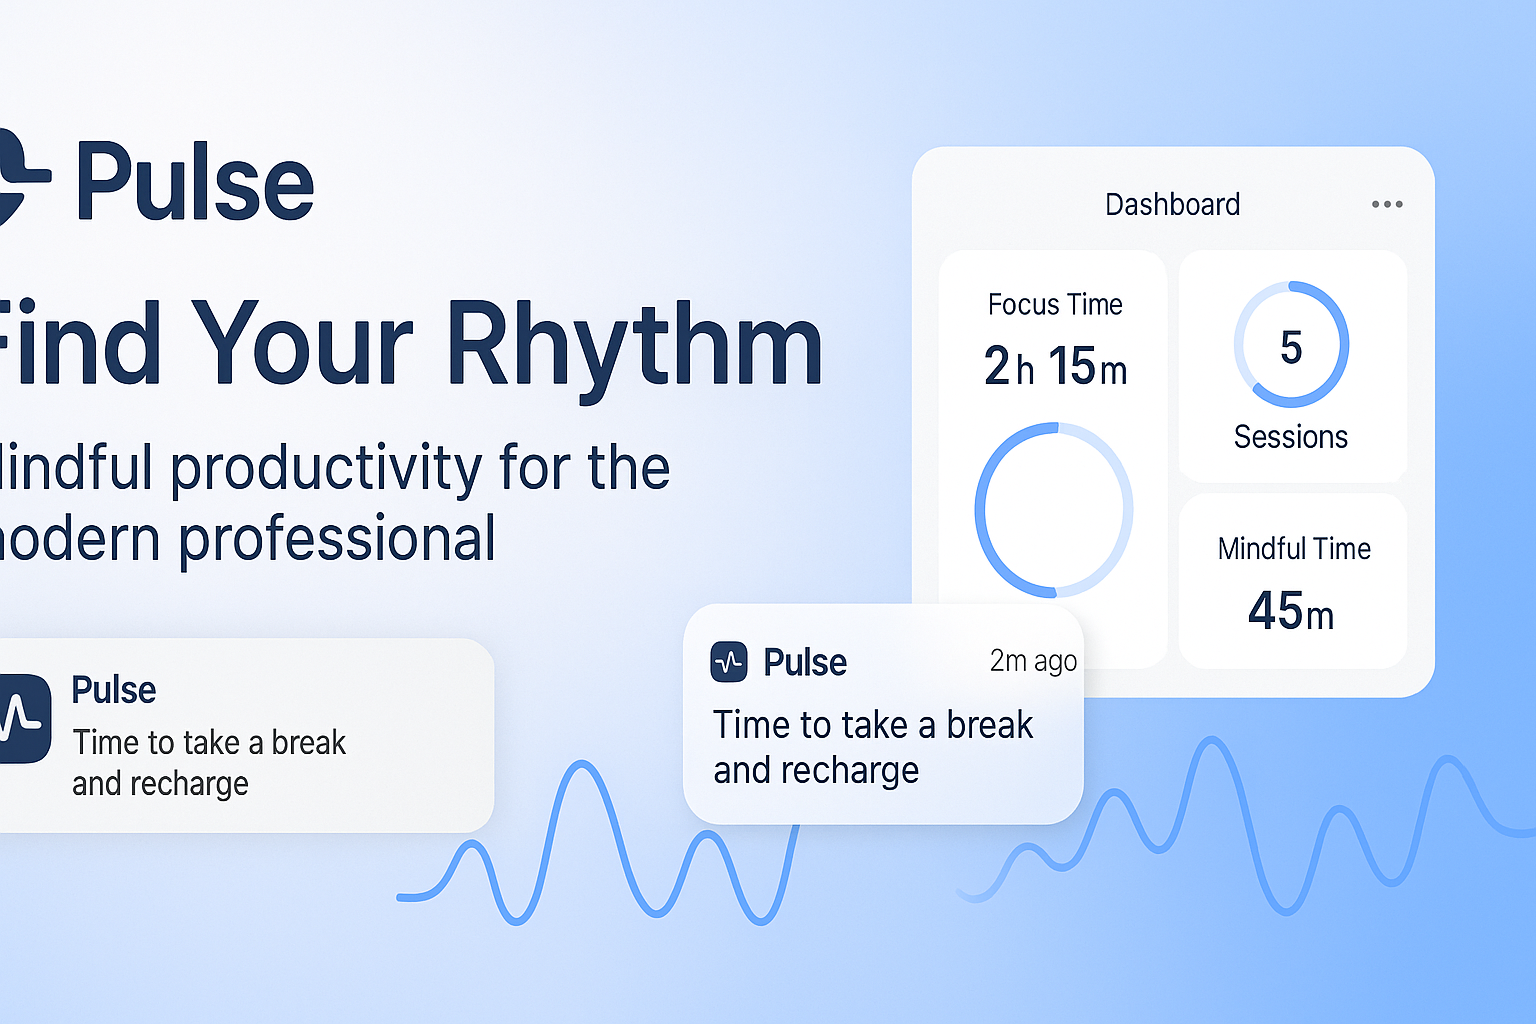 Pulse
Find Your Rhythm
Mindful productivity for the
modern professional
Pulse
Time to take a break
and recharge
Pulse
2m ago
Time to take a break
and recharge
Dashboard
Focus Time
2h 15m
5
Sessions
Mindful Time
45m